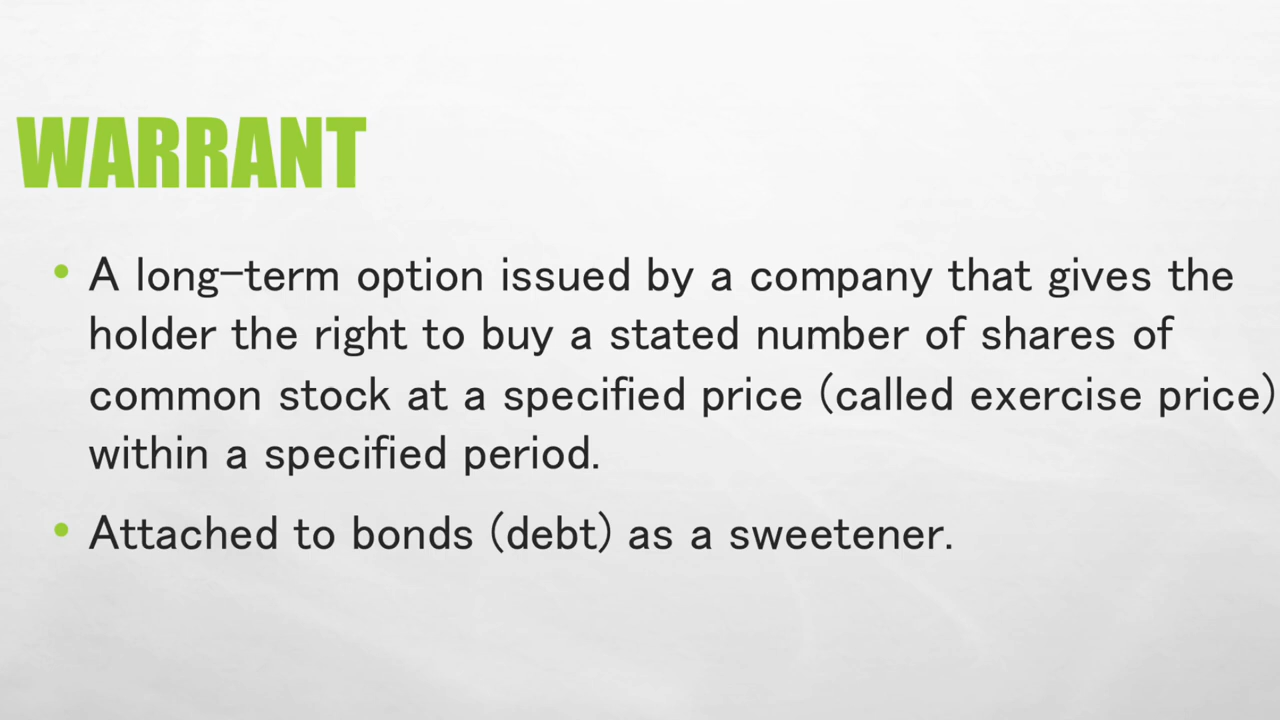 WARRANT
• A long-term option issued by a company that gives the
holder the right to buy a stated number of shares of
common stock at a specified price (called exercise price)
within a specified period.
• Attached to bonds (debt) as a sweetener.